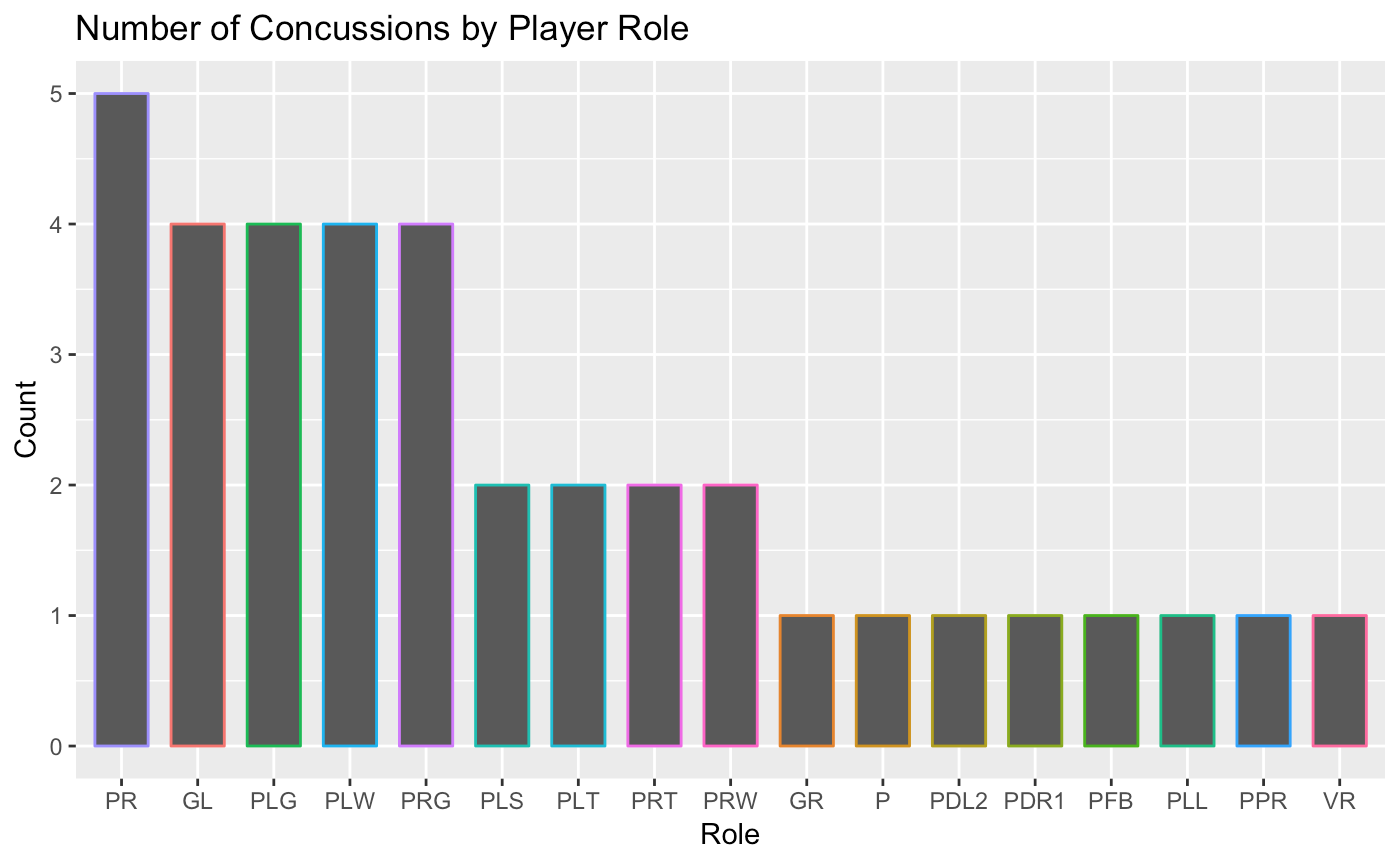 Number of Concussions by Player Role
Count
5
4
3
2
1
0
PR GL PLG PLW PRG PLS PLT PRT PRW GR P PDL2 PDR1 PFB PLL PPR VR
Role